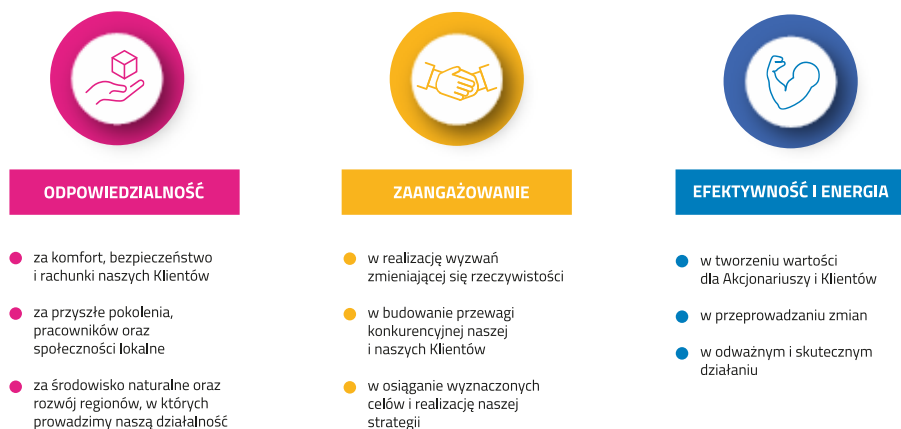 ODPOWIEDZIALNOŚĆ
za komfort, bezpieczeństwo
i rachunki naszych Klientów
za przyszłe pokolenia,
pracowników oraz
społeczności lokalne
za środowisko naturalne oraz
rozwój regionów, w których
prowadzimy naszą działalność
ZAANGAŻOWANIE
w realizację wyzwań
zmieniającej się rzeczywistości
w budowanie przewagi
konkurencyjnej naszej
i naszych Klientów
w osiąganie wyznaczonych
celów i realizację naszej
strategii
EFEKTYWNOŚĆ I ENERGIA
w tworzeniu wartości
dla Akcjonariuszy i Klientów
w przeprowadzaniu zmian
w odważnym i skutecznym
działaniu